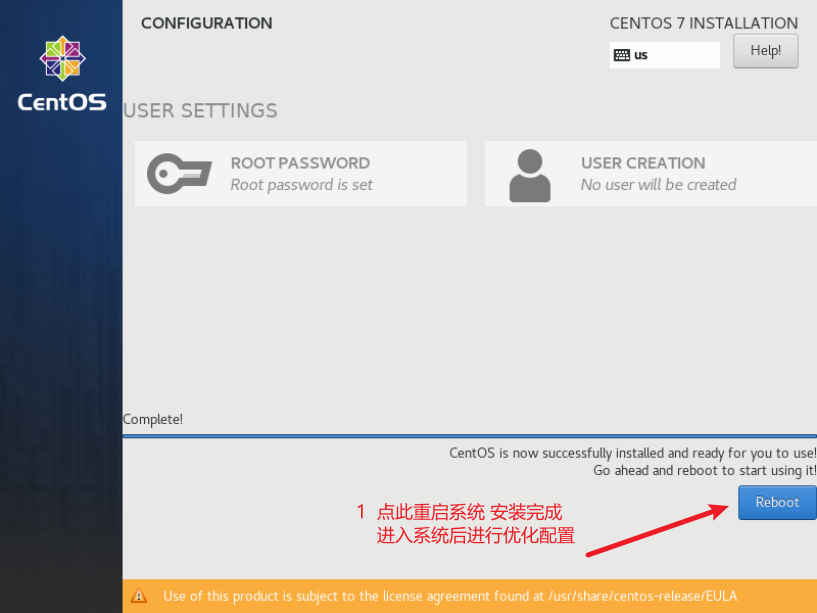 CONFIGURATION
CENTOS 7 INSTALLATION
us
Help!
CentOS
USER SETTINGS
ROOT PASSWORD
Root password is set
USER CREATION
No user will be created
Complete!
CentOS is now successfully installed and ready for you to use!
Go ahead and reboot to start using it!
Reboot
1 点此重启系统 安装完成
进入系统后进行优化配置
Use of this product is subject to the license agreement found at /usr/share/centos-release/EULA